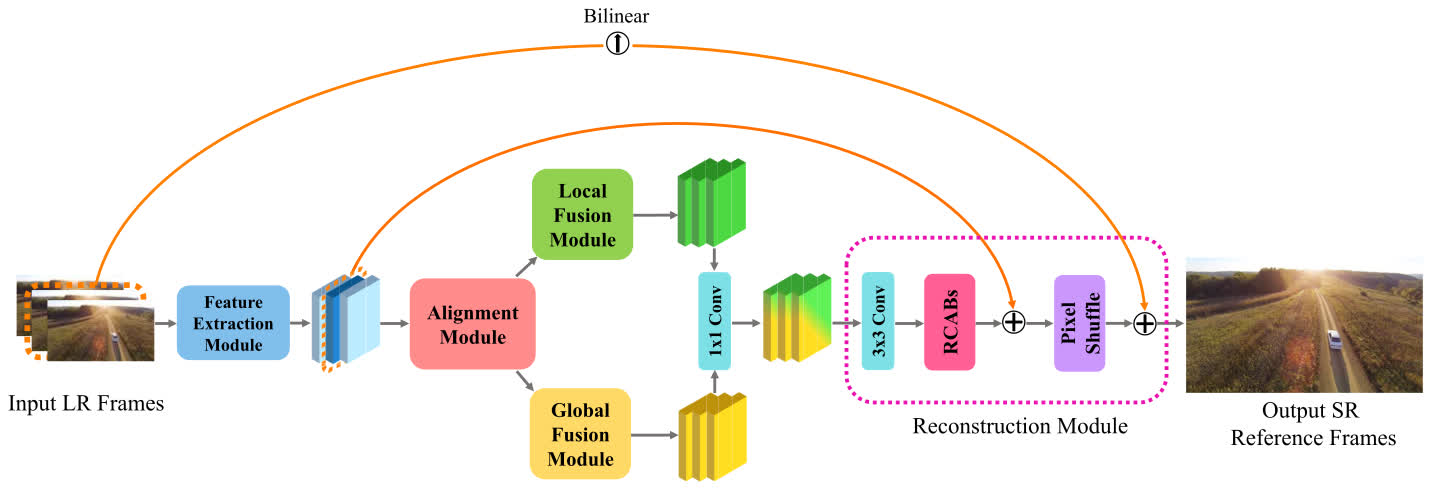 Bilinear
Local
Fusion
Module
Feature
Extraction
Module
Alignment
Module
1x1 Conv
3x3 Conv
RCABs
Pixel
Shuffle
Input LR Frames
Global
Fusion
Module
Reconstruction Module
Output SR
Reference Frames